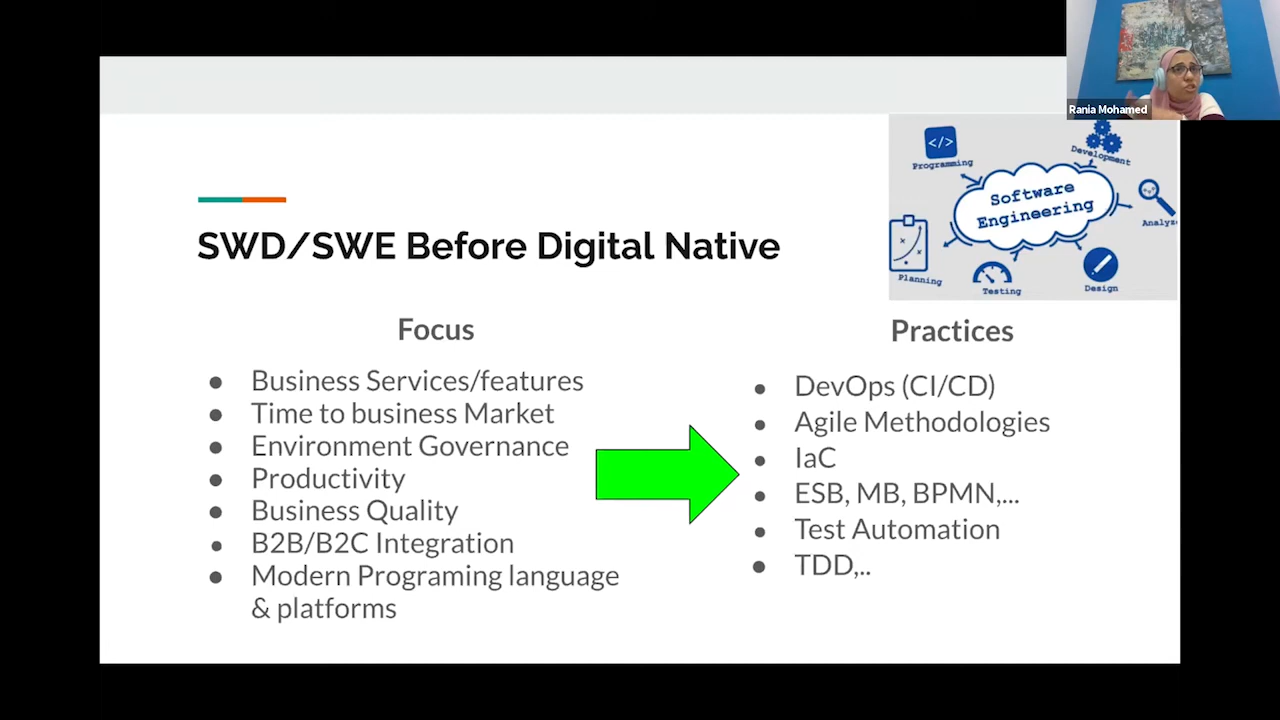 Rania Mohamed
</>
Programming
Development
Software
Engineering
Analyze
Planning
Testing
Design
SWD/SWE Before Digital Native
Focus
Business Services/features
Time to business Market
Environment Governance
Productivity
Business Quality
B2B/B2C Integration
Modern Programing language
& platforms
Practices
DevOps (CI/CD)
Agile Methodologies
IaC
ESB, MB, BPMN,...
Test Automation
TDD,..